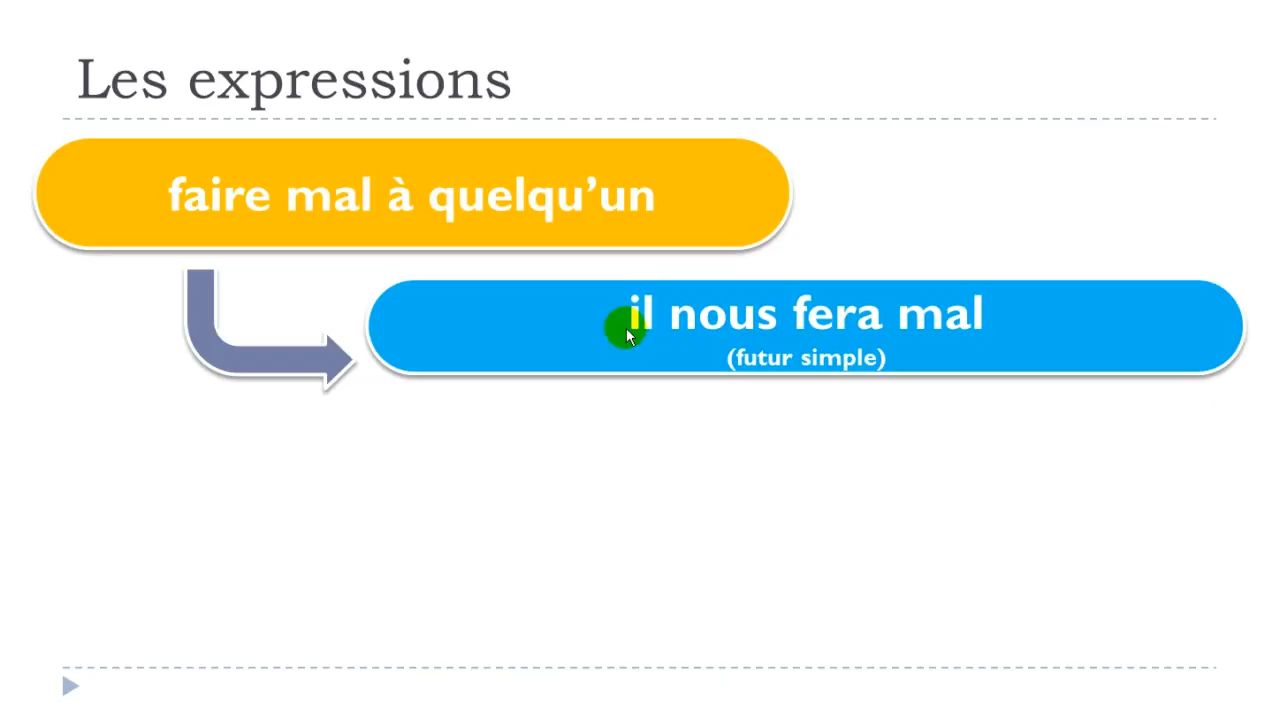 Les expressions
faire mal à quelqu’un
il nous fera mal
(futur simple)